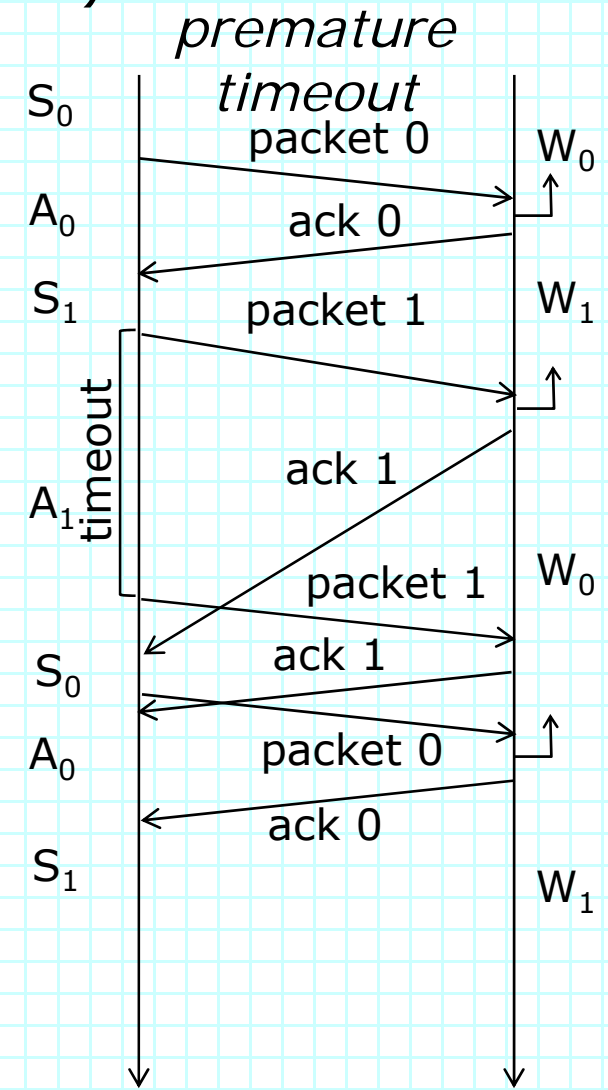 )
premature
timeout
S₀
packet 0
W₀
A₀
ack 0
S₁
packet 1
W₁
timeout
ack 1
A₁
packet 1
W₀
ack 1
S₀
packet 0
A₀
ack 0
S₁
W₁